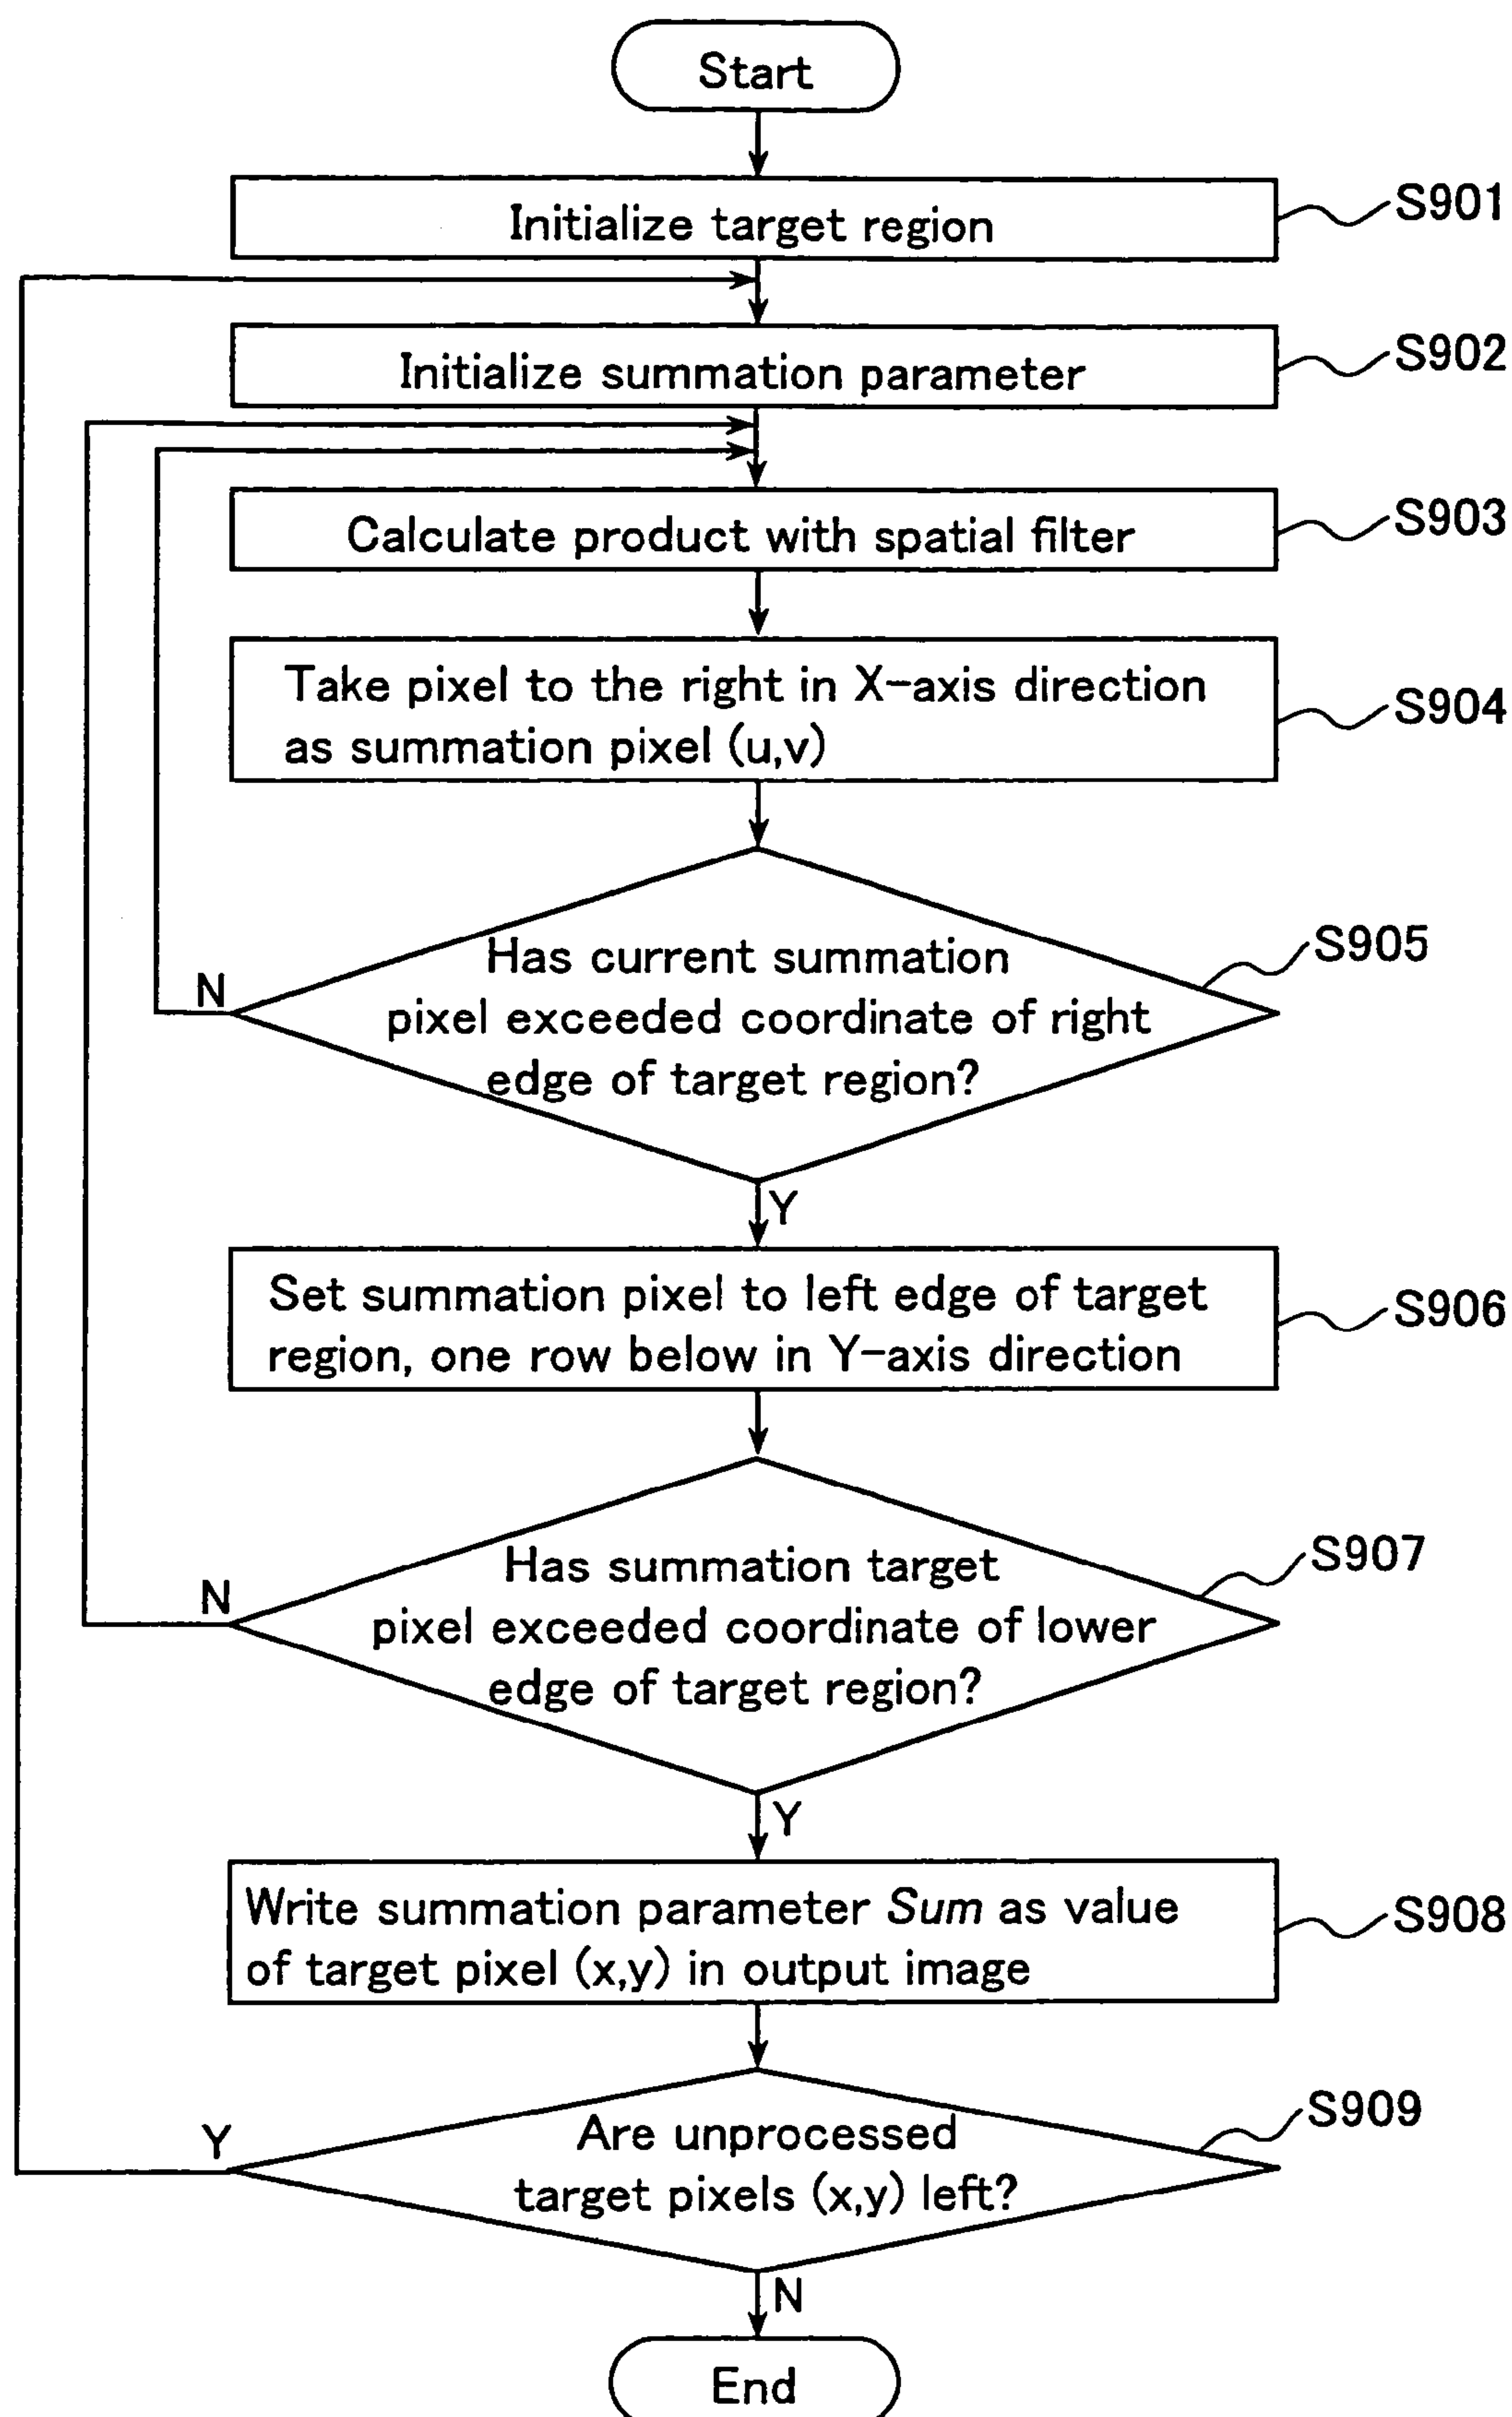 Start
Initialize target region
S901
Initialize summation parameter
S902
Calculate product with spatial filter
S903
Take pixel to the right in X-axis direction
as summation pixel (u,v)
S904
Has current summation
pixel exceeded coordinate of right
edge of target region?
S905
N
Y
Set summation pixel to left edge of target
region, one row below in Y-axis direction
S906
Has summation target
pixel exceeded coordinate of lower
edge of target region?
S907
N
Y
Write summation parameter Sum as value
of target pixel (x,y) in output image
S908
Are unprocessed
target pixels (x,y) left?
S909
Y
N
End